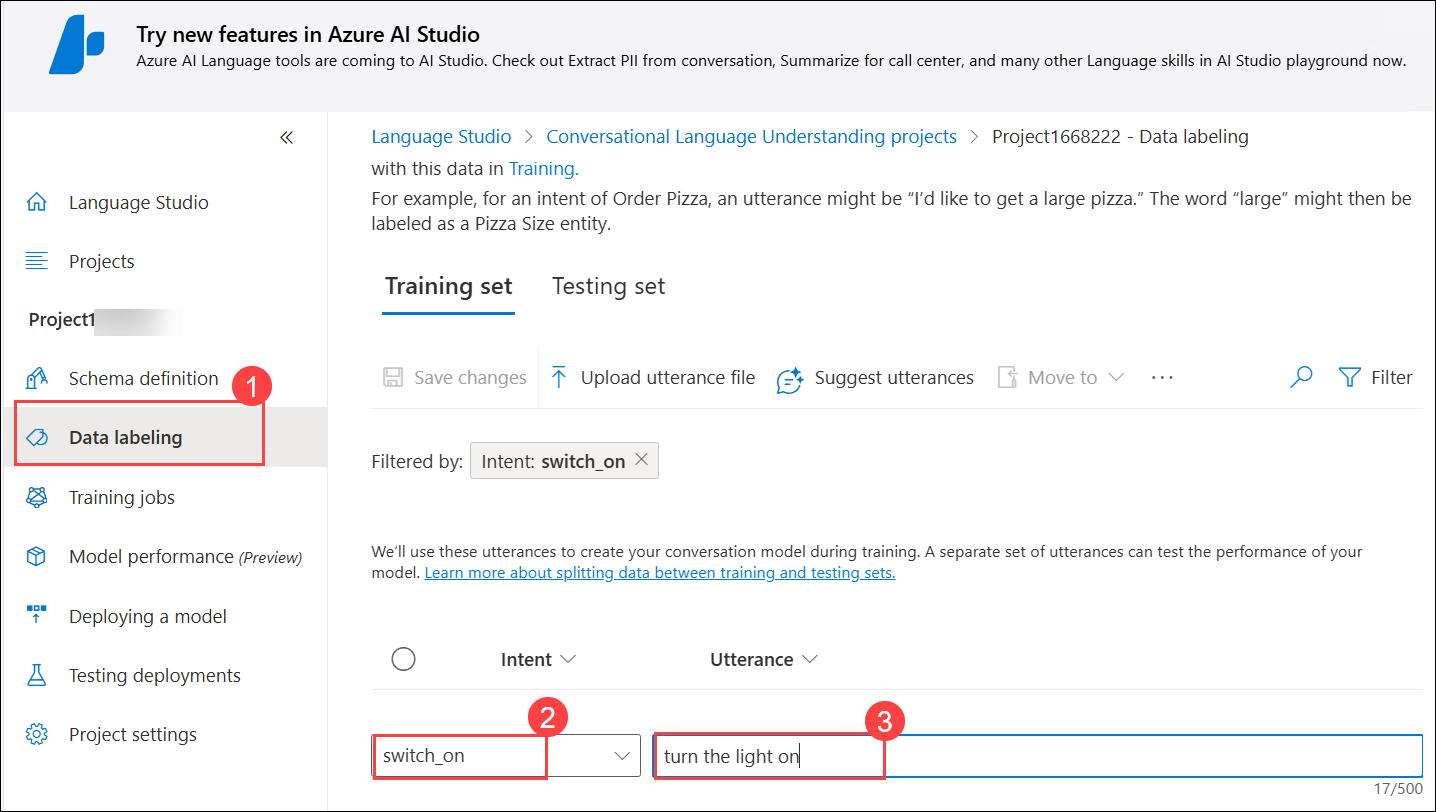 Try new features in Azure AI Studio
Azure AI Language tools are coming to AI Studio. Check out Extract PII from conversation, Summarize for call center, and many other Language skills in AI Studio playground now.
Language Studio
Projects
Project1
Schema definition
1
Data labeling
Training jobs
Model performance (Preview)
Deploying a model
Testing deployments
Project settings
Language Studio > Conversational Language Understanding projects > Project1668222 - Data labeling
with this data in Training.
For example, for an intent of Order Pizza, an utterance might be “I’d like to get a large pizza.” The word “large” might then be
labeled as a Pizza Size entity.
Training set Testing set
Save changes Upload utterance file Suggest utterances Move to ··· Filter
Filtered by: Intent: switch_on
We’ll use these utterances to create your conversation model during training. A separate set of utterances can test the performance of your
model. Learn more about splitting data between training and testing sets.
Intent Utterance
2 3
switch_on turn the light on
17/500